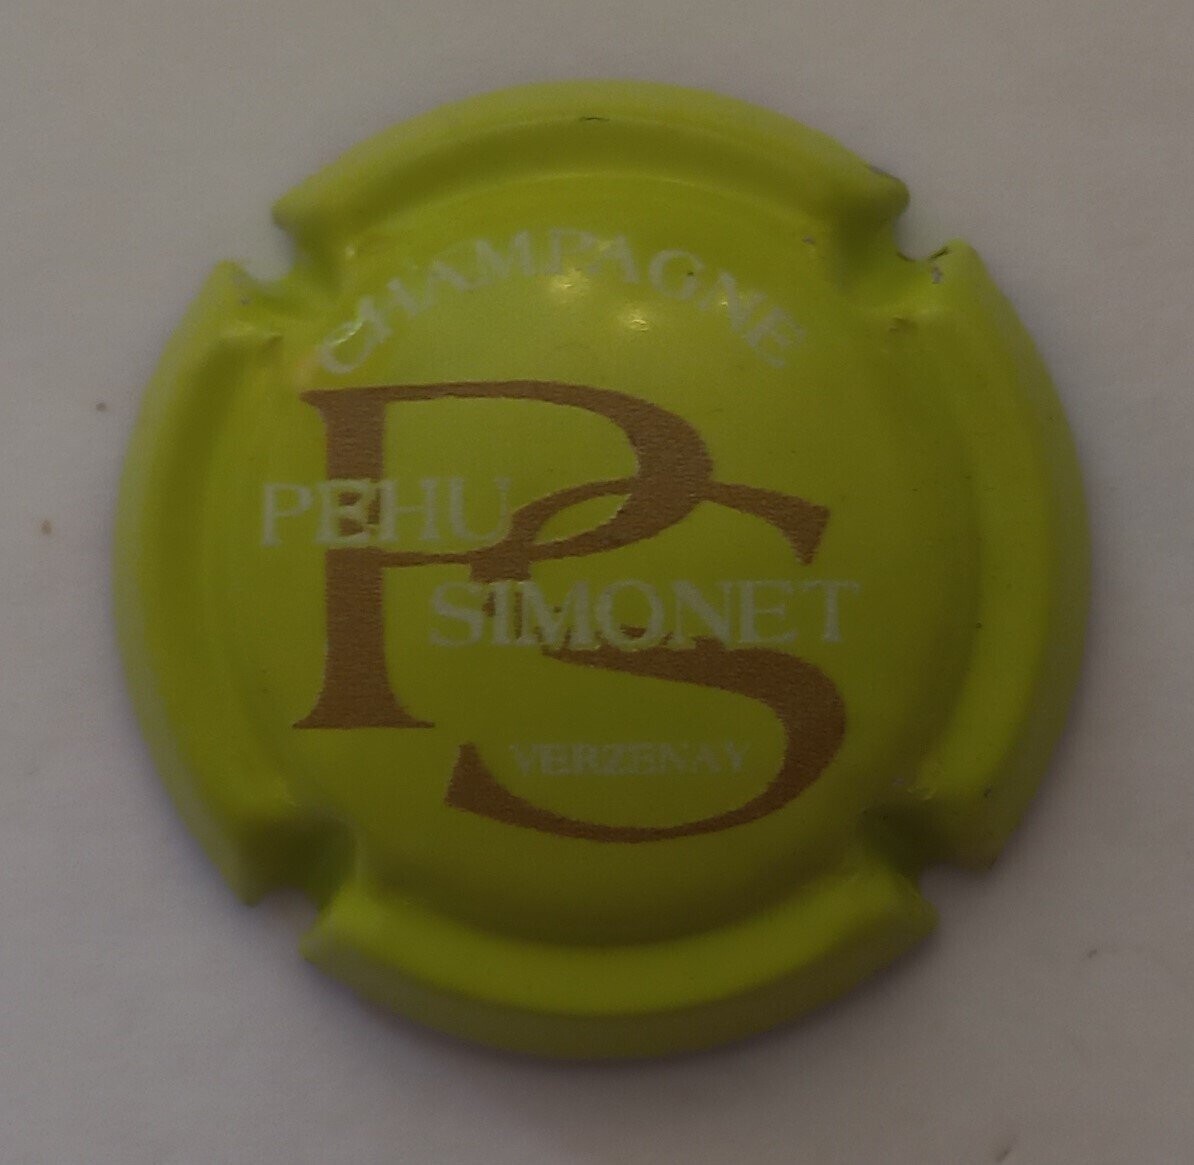 CHAMPAGNE
PS
PEHU
SIMONET
VERZENAY